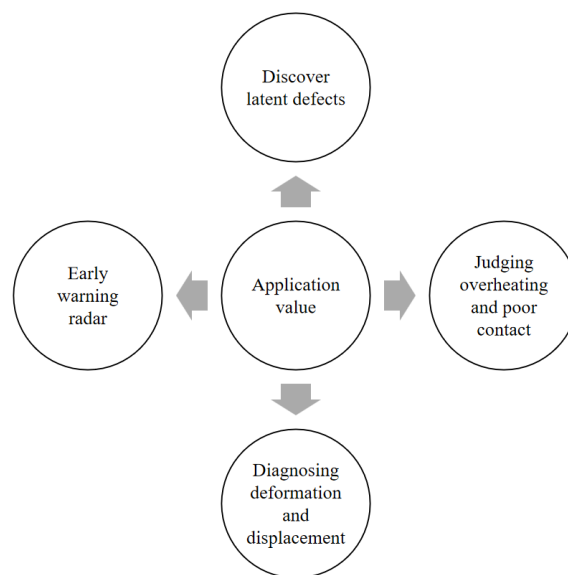 Discover
latent defects
Early
warning
radar
Application
value
Judging
overheating
and poor
contact
Diagnosing
deformation
and
displacement